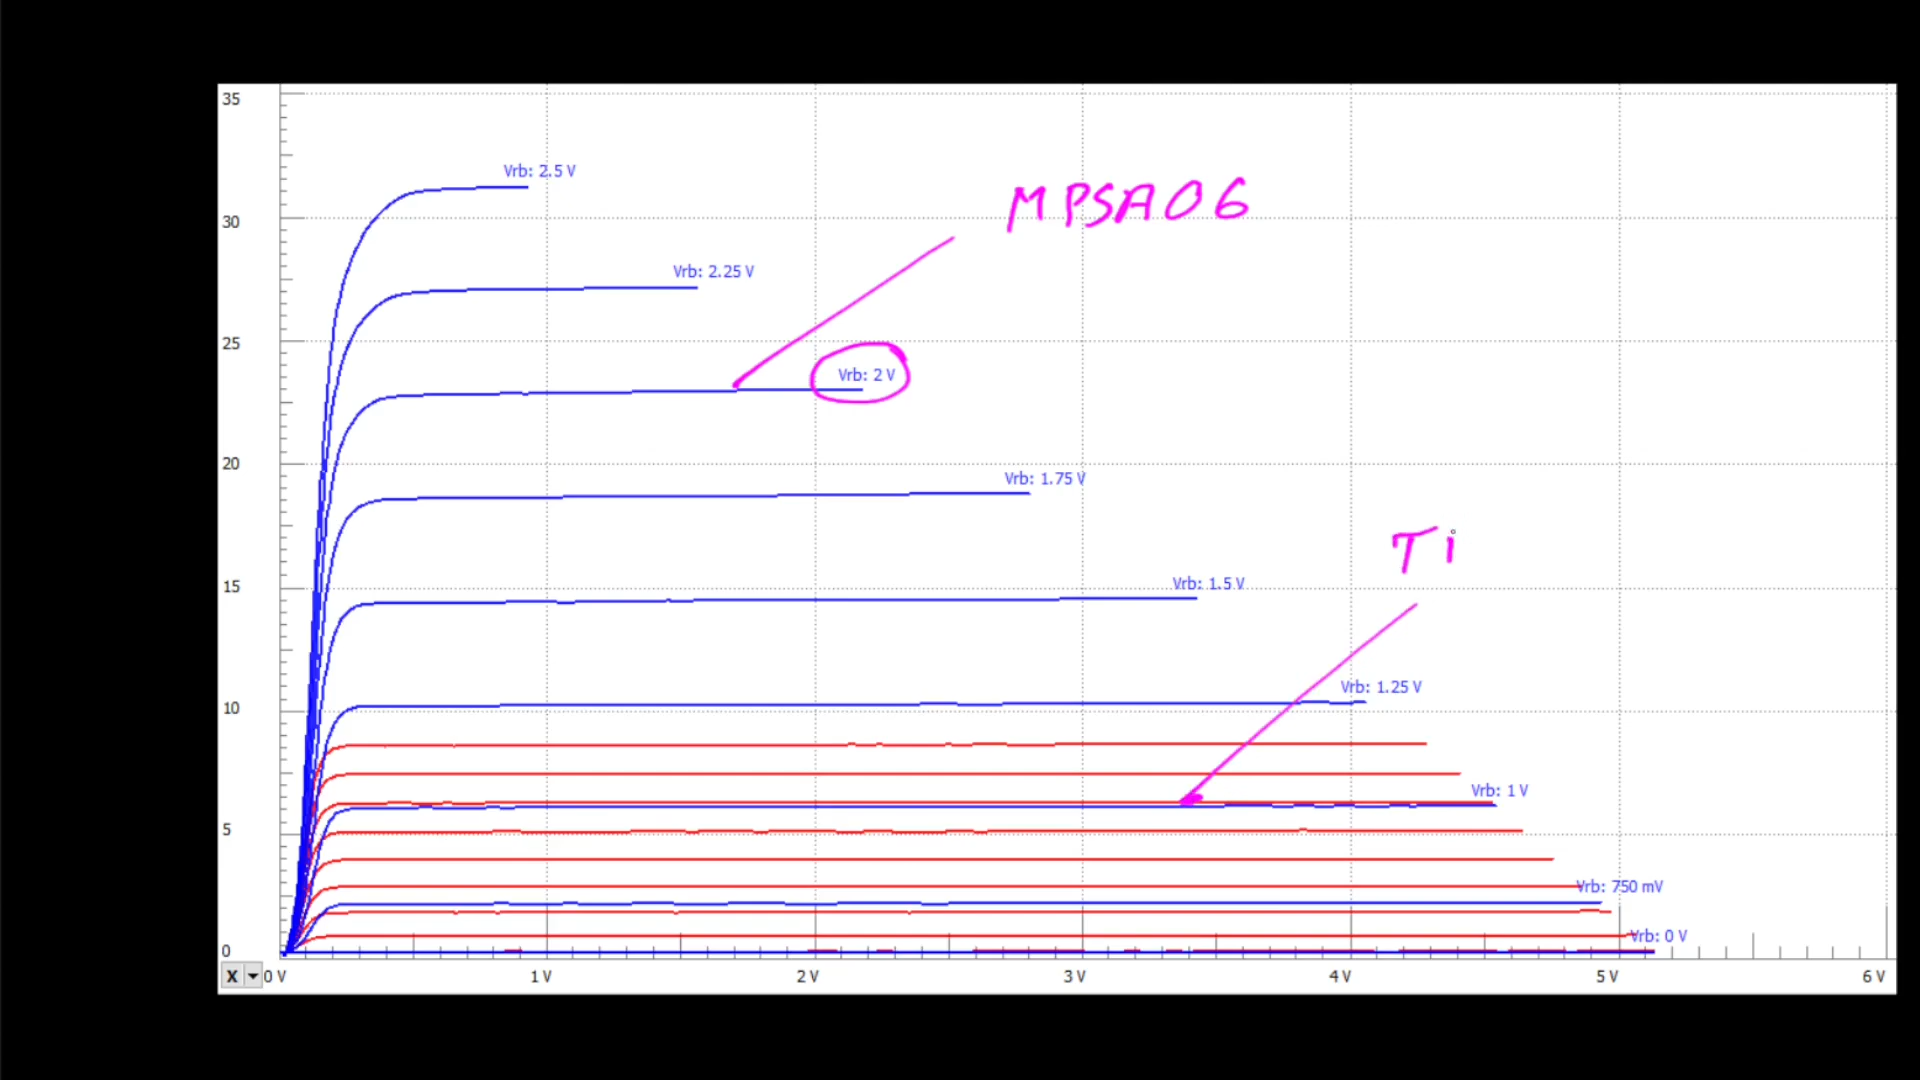 35
Vrb: 2.5 V
MPSA06
30
Vrb: 2.25 V
25
Vrb: 2 V
20
Vrb: 1.75 V
Ti
15
Vrb: 1.5 V
10
Vrb: 1.25 V
Vrb: 1 V
5
Vrb: 750 mV
0
Vrb: 0 V
X 0 V 1 V 2 V 3 V 4 V 5 V 6 V